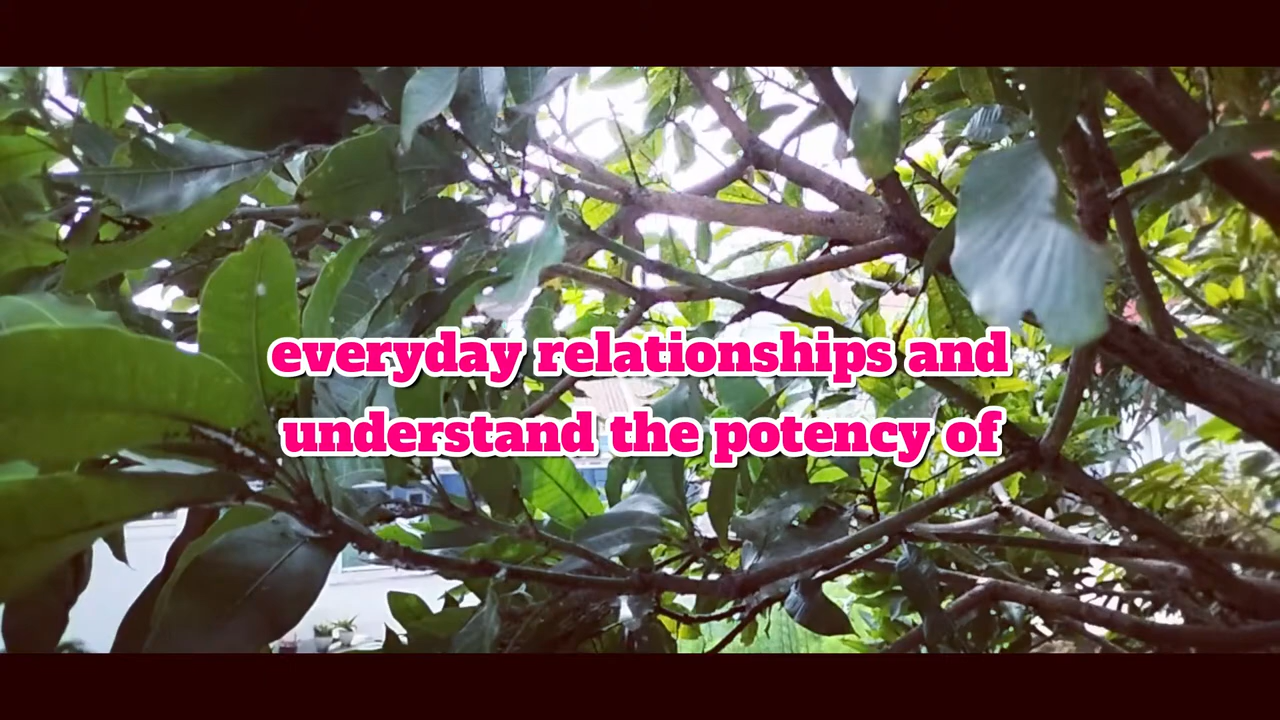 everyday relationships and
understand the potency of